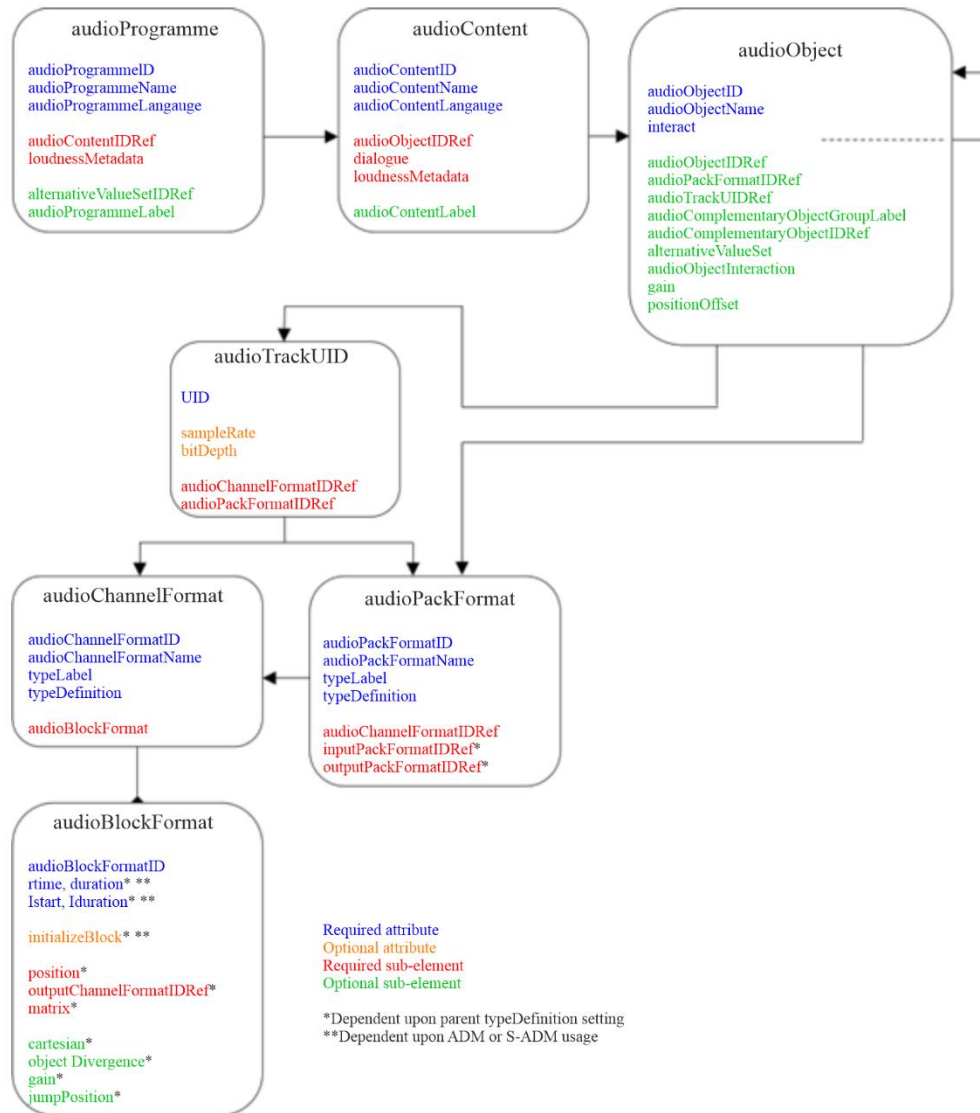 audioProgramme
audioProgrammeID
audioProgrammeName
audioProgrammeLangauge
audioContentIDRef
loudnessMetadata
alternativeValueSetIDRef
audioProgrammeLabel
audioContent
audioContentID
audioContentName
audioContentLangauge
audioObjectIDRef
dialogue
loudnessMetadata
audioContentLabel
audioObject
audioObjectID
audioObjectName
interact
audioObjectIDRef
audioPackFormatIDRef
audioTrackUIDRef
audioComplementaryObjectGroupLabel
audioComplementaryObjectIDRef
alternativeValueSet
audioObjectInteraction
gain
positionOffset
audioTrackUID
UID
sampleRate
bitDepth
audioChannelFormatIDRef
audioPackFormatIDRef
audioChannelFormat
audioChannelFormatID
audioChannelFormatName
typeLabel
typeDefinition
audioBlockFormat
audioPackFormat
audioPackFormatID
audioPackFormatName
typeLabel
typeDefinition
audioChannelFormatIDRef
inputPackFormatIDRef*
outputPackFormatIDRef*
audioBlockFormat
audioBlockFormatID
rtime, duration* **
Istart, Iduration* **
initializeBlock* **
position*
outputChannelFormatIDRef*
matrix*
cartesian*
object Divergence*
gain*
jumpPosition*
Required attribute
Optional attribute
Required sub-element
Optional sub-element
*Dependent upon parent typeDefinition setting
**Dependent upon ADM or S-ADM usage